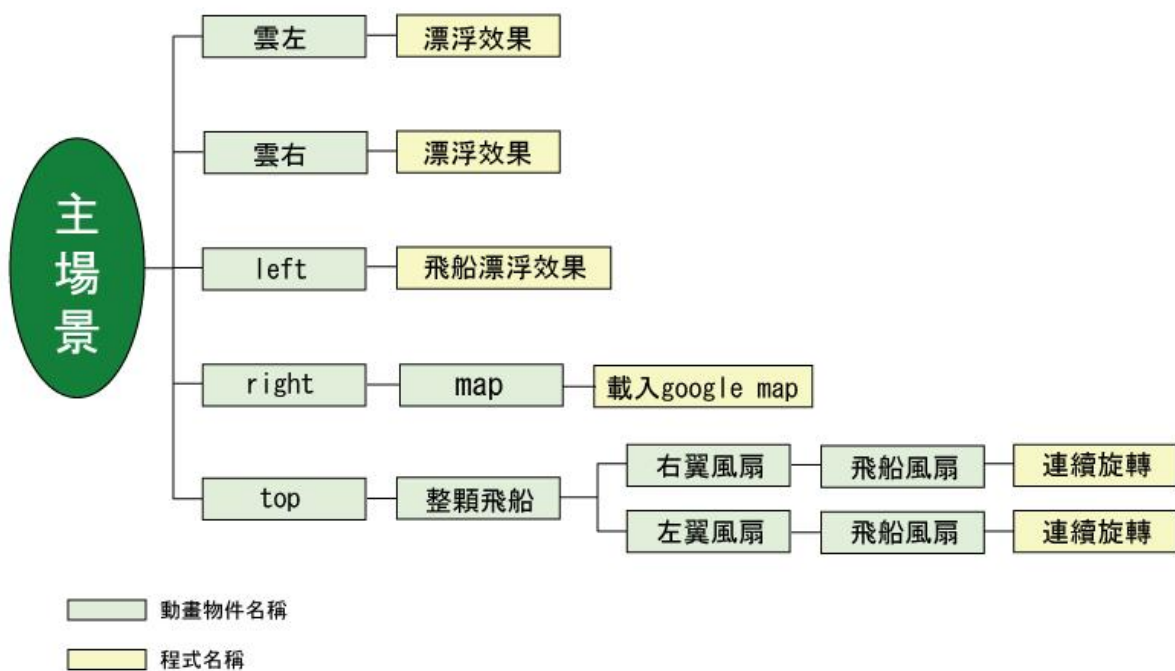 主場景
雲左 漂浮效果
雲右 漂浮效果
left 飛船漂浮效果
right map 載入google map
top 整顆飛船
右翼風扇 飛船風扇 連續旋轉
左翼風扇 飛船風扇 連續旋轉
動畫物件名稱
程式名稱